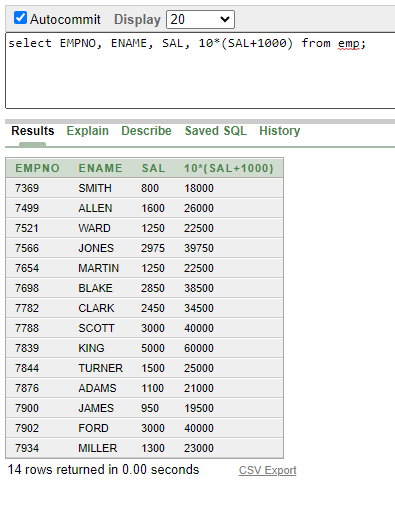 Autocommit Display 20
select EMPNO, ENAME, SAL, 10*(SAL+1000) from emp;
Results Explain Describe Saved SQL History
EMPNO ENAME SAL 10*(SAL+1000)
7369 SMITH 800 18000
7499 ALLEN 1600 26000
7521 WARD 1250 22500
7566 JONES 2975 39750
7654 MARTIN 1250 22500
7698 BLAKE 2850 38500
7782 CLARK 2450 34500
7788 SCOTT 3000 40000
7839 KING 5000 60000
7844 TURNER 1500 25000
7876 ADAMS 1100 21000
7900 JAMES 950 19500
7902 FORD 3000 40000
7934 MILLER 1300 23000
14 rows returned in 0.00 seconds CSV Export